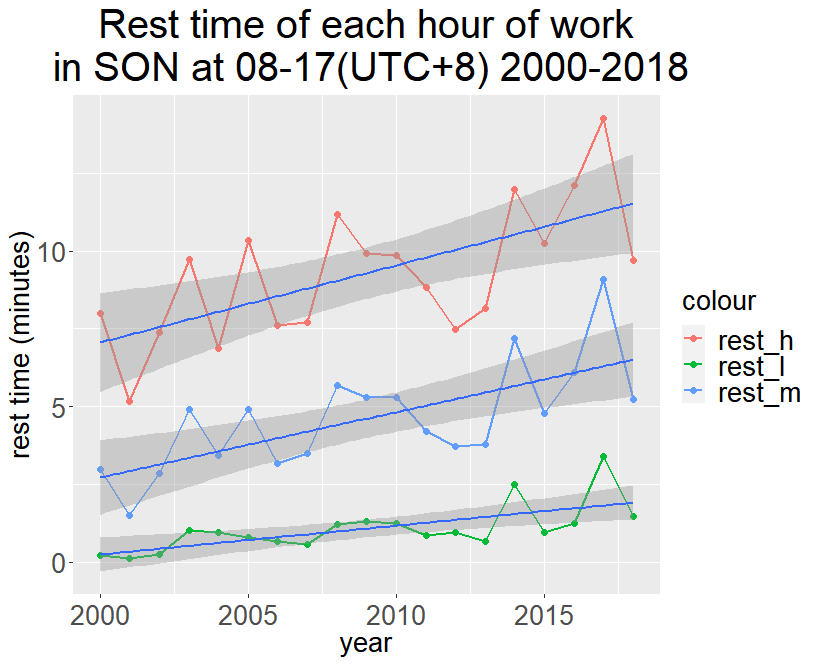 Rest time of each hour of work
in SON at 08-17(UTC+8) 2000-2018
rest time (minutes)
10
5
0
2000 2005 2010 2015
year
colour
rest_h
rest_l
rest_m